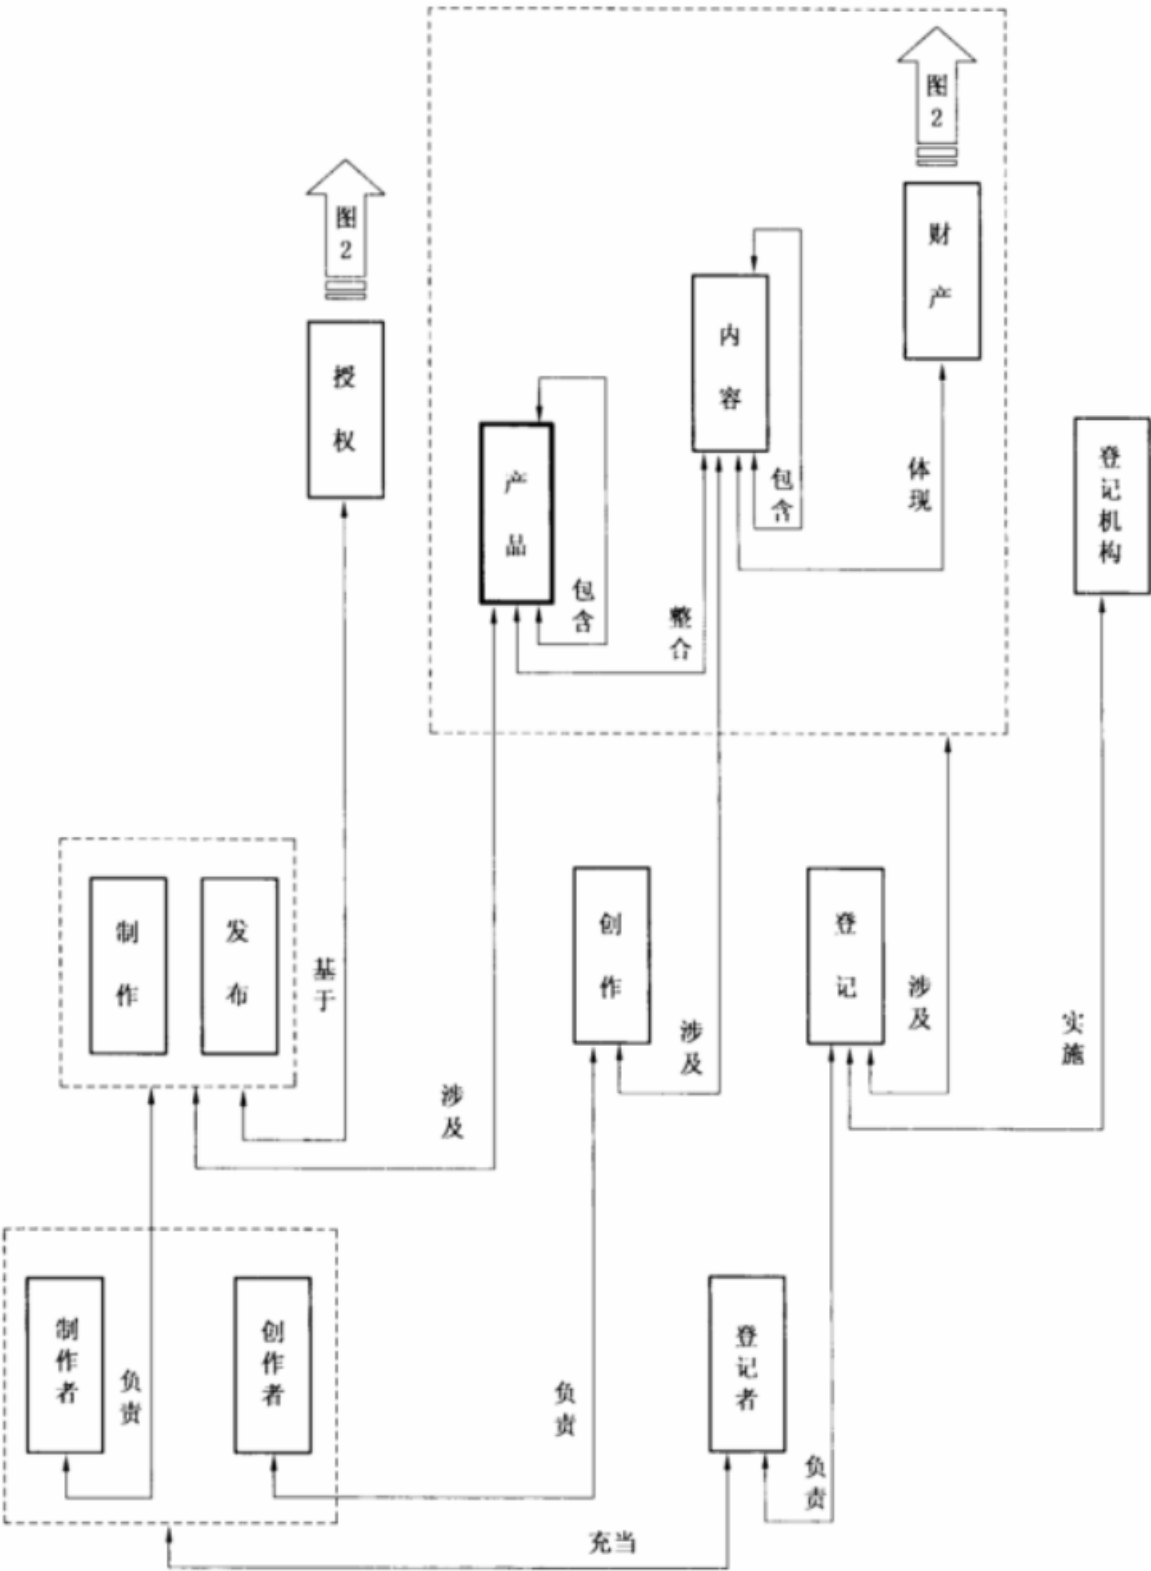 图2
图2
财产
授权
内容
产品
包含
体现
登记机构
包含
整合
制作
发布
基于
创作
登记
涉及
涉及
实施
涉及
制作者
创作者
登记者
负责
负责
负责
充当